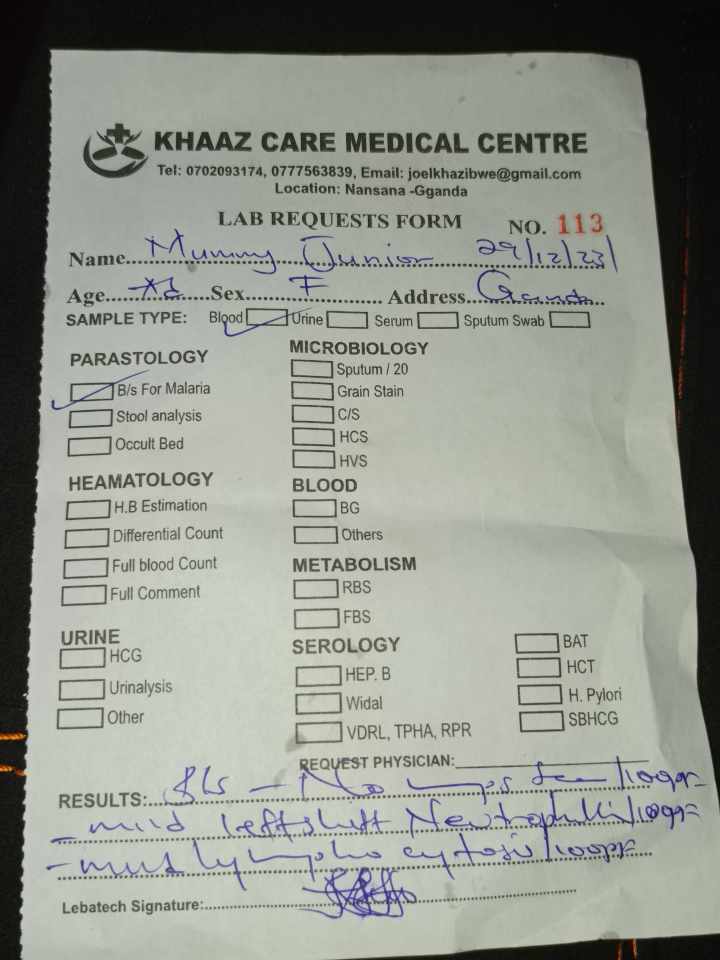 KHAAZ CARE MEDICAL CENTRE
Tel: 0702093174, 0777563839, Email: joelkhazibwe@gmail.com
Location: Nansana -Gganda
LAB REQUESTS FORM NO. 113
Name...Mummy Junior 29/12/23
Age...Ad...Sex...F...Address...Gganda...
SAMPLE TYPE: Blood Urine Serum Sputum Swab
PARASTOLOGY
B/s For Malaria
Stool analysis
Occult Bed
HEAMATOLOGY
H.B Estimation
Differential Count
Full blood Count
Full Comment
URINE
HCG
Urinalysis
Other
MICROBIOLOGY
Sputum / 20
Grain Stain
C/S
HCS
HVS
BLOOD
BG
Others
METABOLISM
RBS
FBS
SEROLOGY
HEP. B
Widal
VDRL, TPHA, RPR
BAT
HCT
H. Pylori
SBHCG
REQUEST PHYSICIAN:
RESULTS: B/s - No mps seen
- mild left shift Neutrophilia
- lymphocytosis
Lebatech Signature: